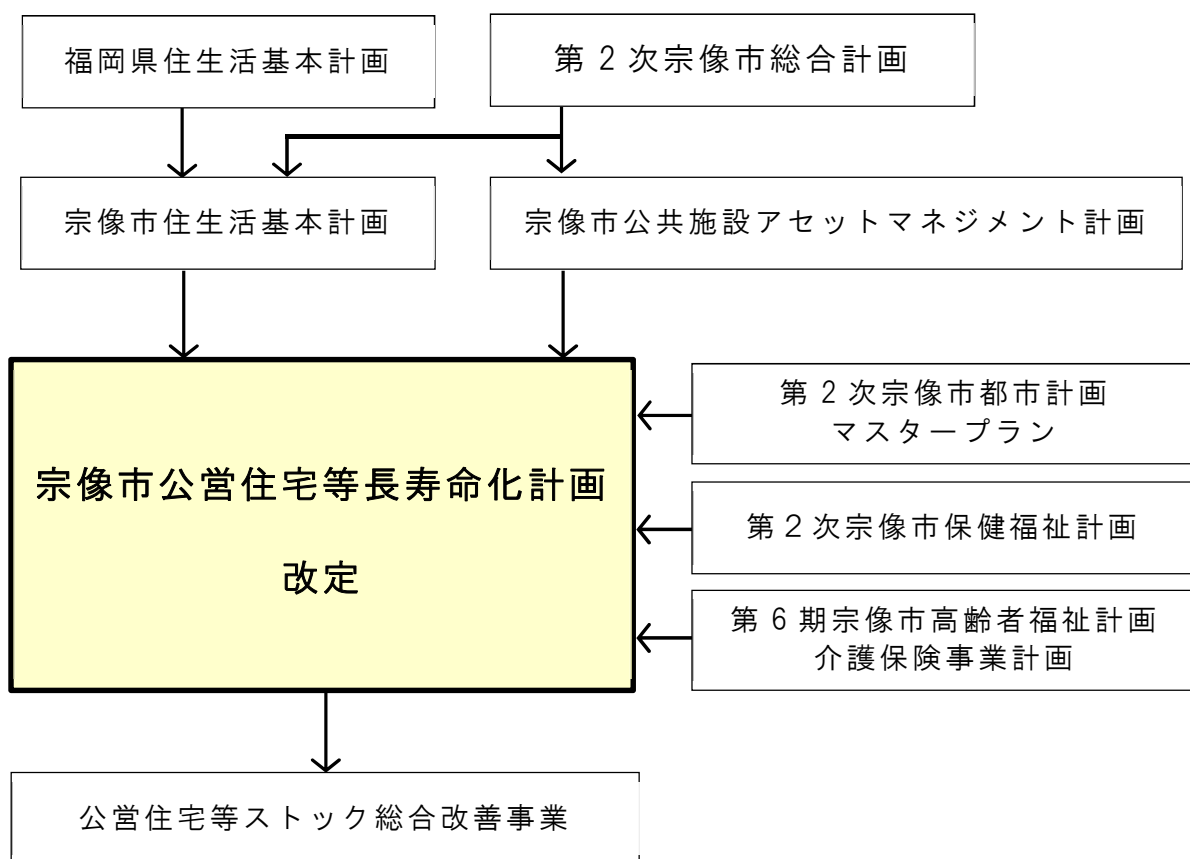 福岡県住生活基本計画
第2次宗像市総合計画
宗像市住生活基本計画
宗像市公共施設アセットマネジメント計画
宗像市公営住宅等長寿命化計画
改定
第2次宗像市都市計画
マスタープラン
第2次宗像市保健福祉計画
第6期宗像市高齢者福祉計画
介護保険事業計画
公営住宅等ストック総合改善事業